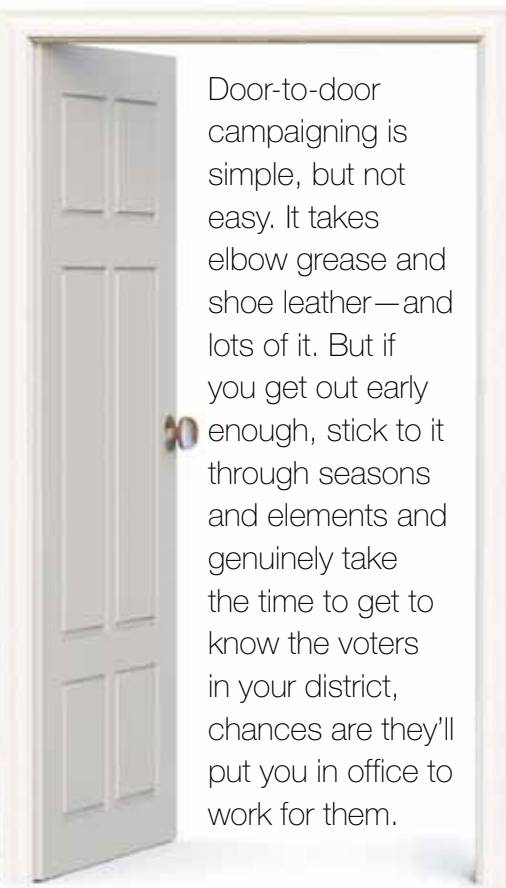 Door-to-door
campaigning is
simple, but not
easy. It takes
elbow grease and
shoe leather—and
lots of it. But if
you get out early
enough, stick to it
through seasons
and elements and
genuinely take
the time to get to
know the voters
in your district,
chances are they'll
put you in office to
work for them.